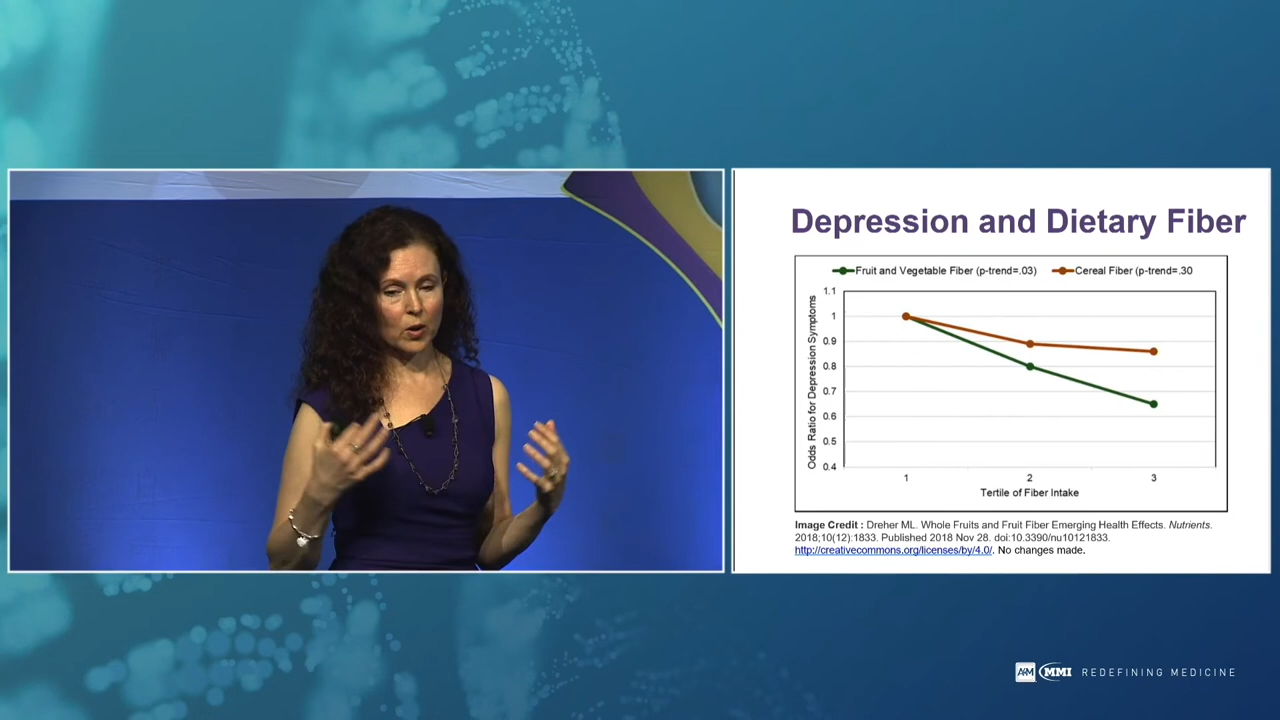 Depression and Dietary Fiber
Fruit and Vegetable Fiber (p-trend=.03) Cereal Fiber (p-trend=.30
1.1
1
0.9
0.8
0.7
0.6
0.5
0.4
Odds Ratio for Depression Symptoms
1 2 3
Tertile of Fiber Intake
Image Credit : Dreher ML. Whole Fruits and Fruit Fiber Emerging Health Effects. Nutrients.
2018;10(12):1833. Published 2018 Nov 28. doi:10.3390/nu10121833.
http://creativecommons.org/licenses/by/4.0/. No changes made.
A4M MMI REDEFINING MEDICINE